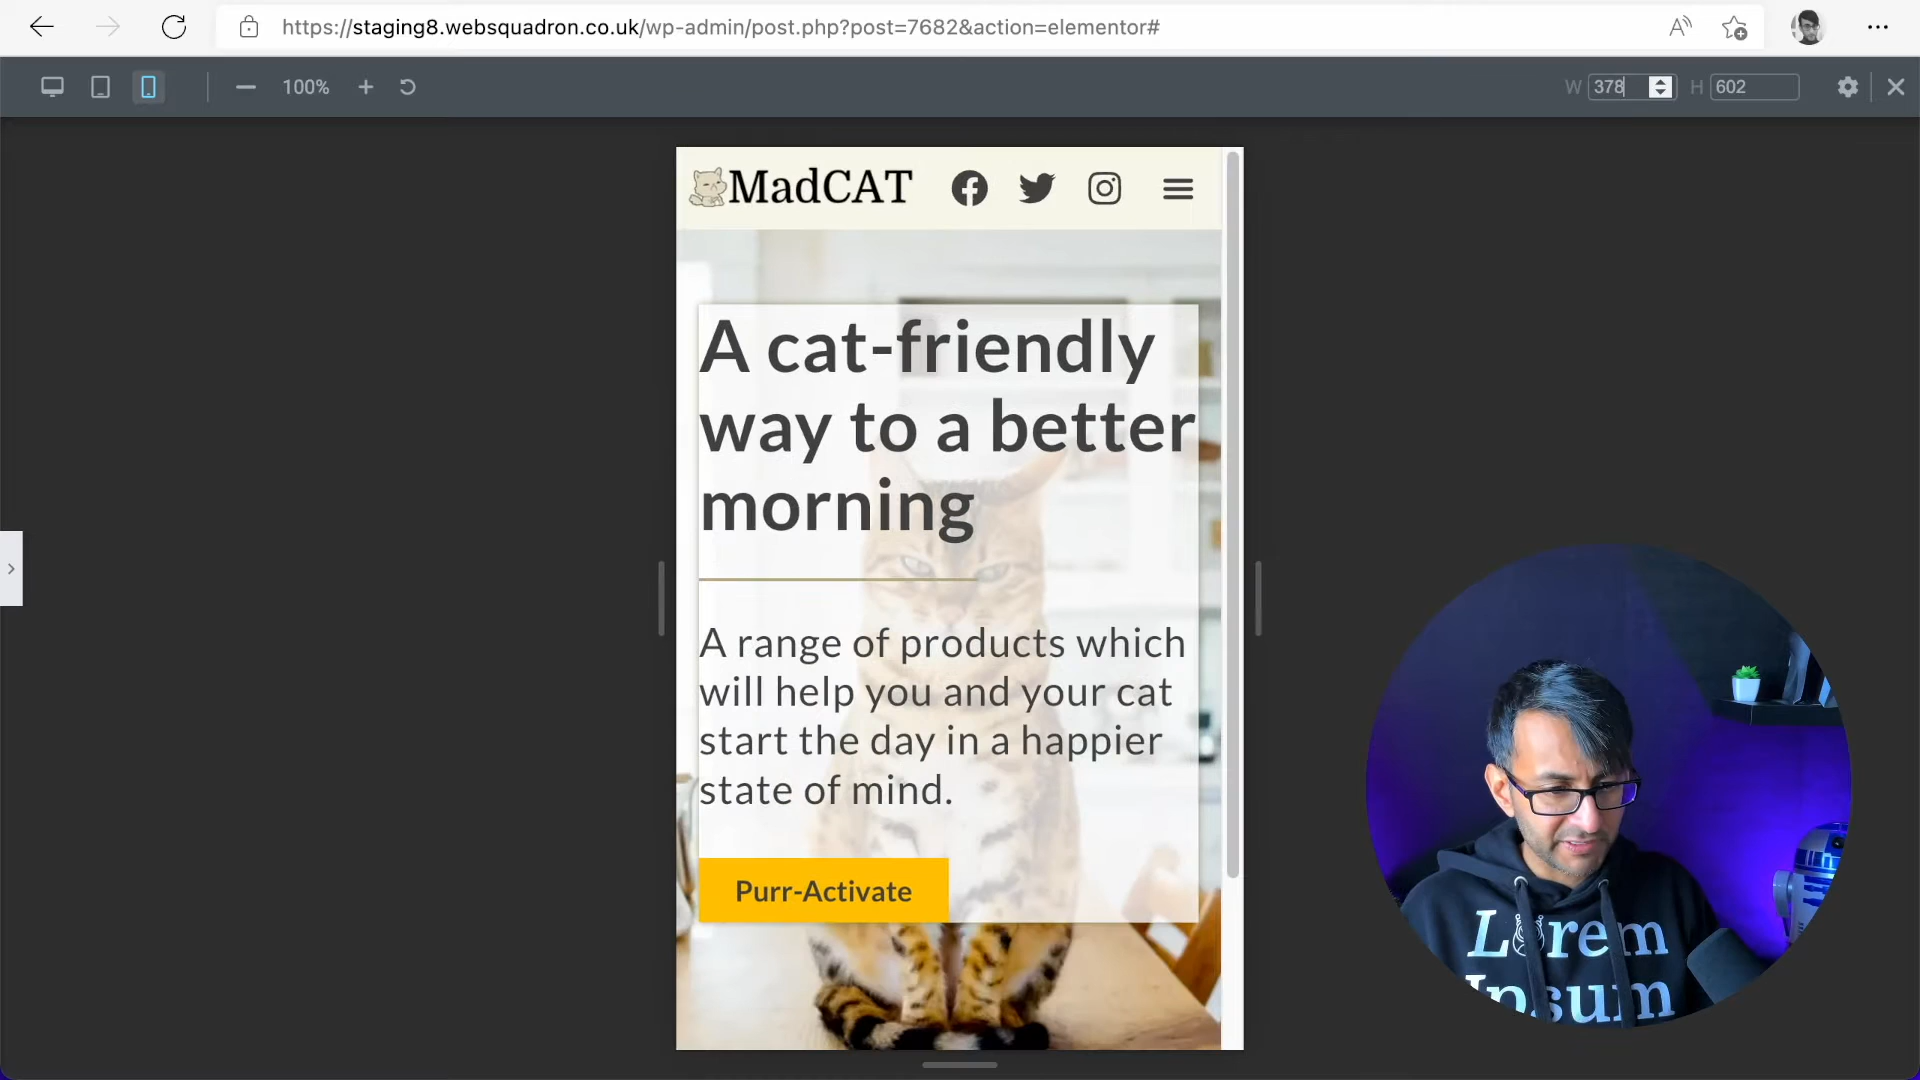 https://staging8.websquadron.co.uk/wp-admin/post.php?post=7682&action=elementor#
100%
W 378 H 602
MadCAT
A cat-friendly
way to a better
morning
A range of products which
will help you and your cat
start the day in a happier
state of mind.
Purr-Activate
Lorem
Ipsum